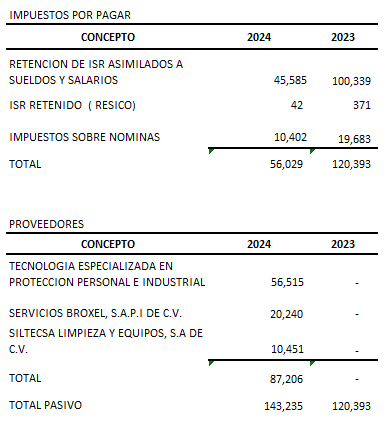 IMPUESTOS POR PAGAR
CONCEPTO 2024 2023
RETENCION DE ISR ASIMILADOS A
SUELDOS Y SALARIOS 45,585 100,339
ISR RETENIDO ( RESICO) 42 371
IMPUESTOS SOBRE NOMINAS 10,402 19,683
TOTAL 56,029 120,393
PROVEEDORES
CONCEPTO 2024 2023
TECNOLOGIA ESPECIALIZADA EN
PROTECCION PERSONAL E INDUSTRIAL 56,515 -
SERVICIOS BROXEL, S.A.P.I DE C.V. 20,240 -
SILTECSA LIMPIEZA Y EQUIPOS, S.A DE
C.V. 10,451 -
TOTAL 87,206 -
TOTAL PASIVO 143,235 120,393